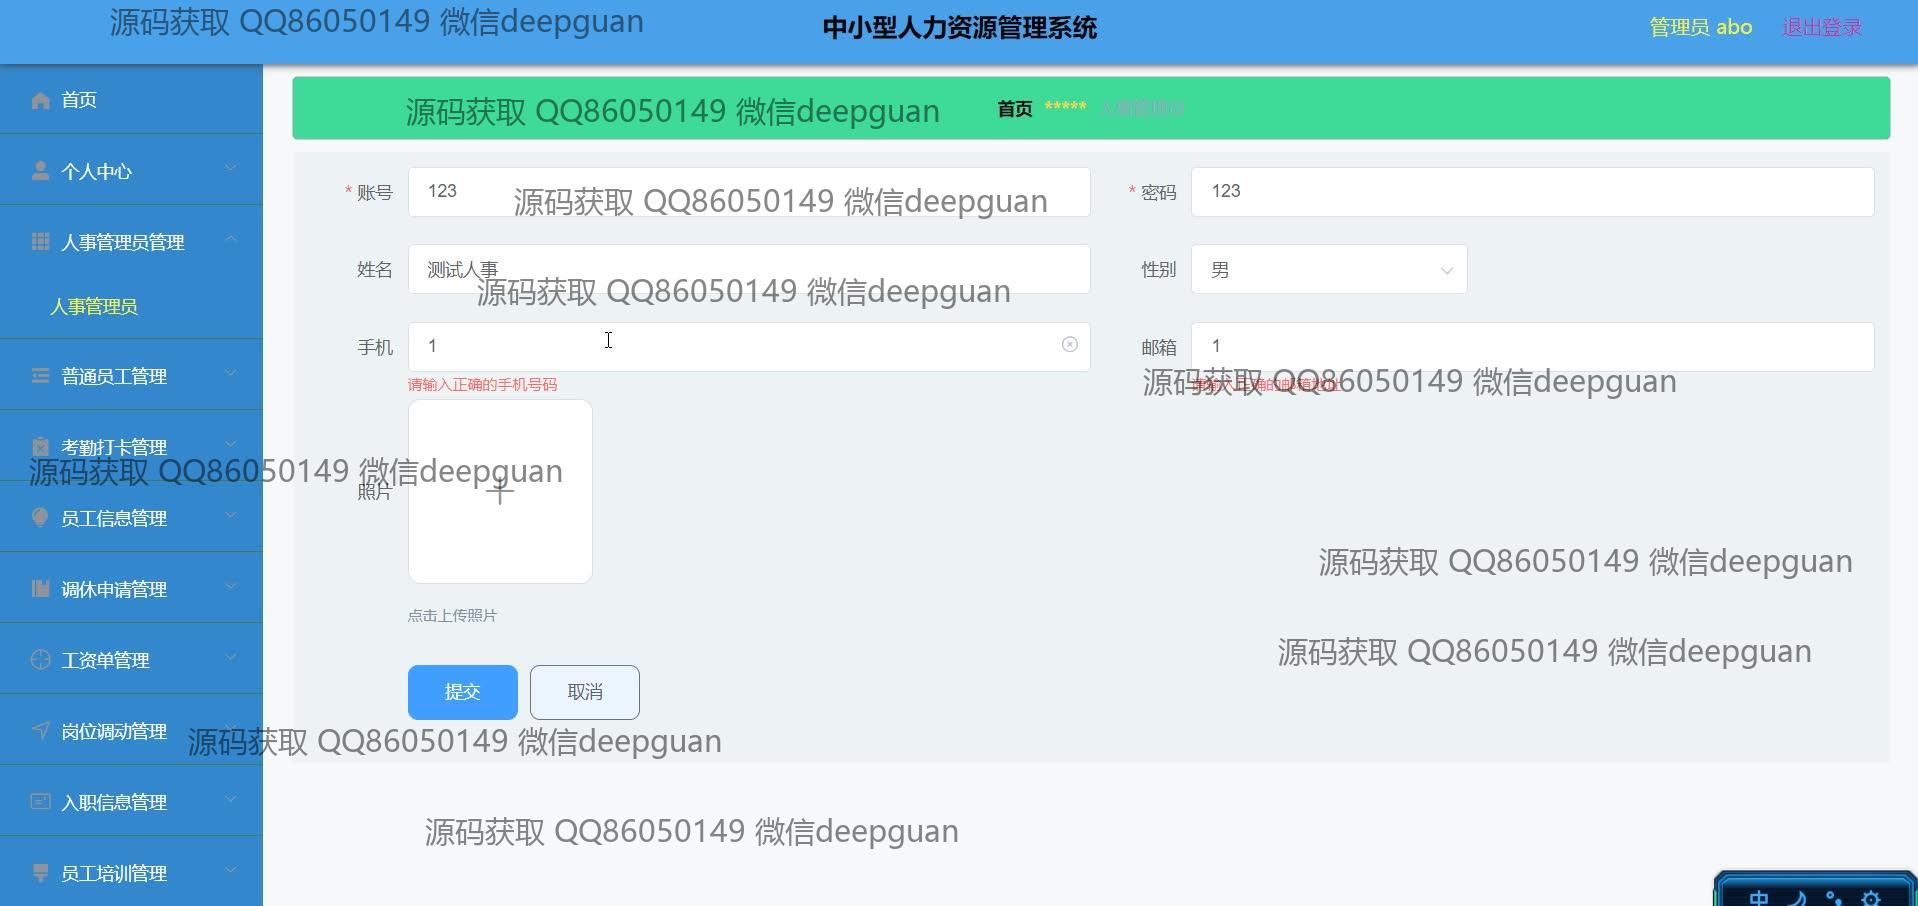 中小型人力资源管理系统
管理员 abo
退出登录
源码获取 QQ86050149 微信deepguan
首页
个人中心
人事管理员管理
人事管理员
普通员工管理
考勤打卡管理
员工信息管理
调休申请管理
工资单管理
岗位调动管理
入职信息管理
员工培训管理
源码获取 QQ86050149 微信deepguan
首页 ***** 人事管理员
* 账号 123
* 密码 123
源码获取 QQ86050149 微信deepguan
姓名 测试人事
性别 男
源码获取 QQ86050149 微信deepguan
手机 1
邮箱 1
请输入正确的手机号码
请输入正确的邮箱地址
源码获取 QQ86050149 微信deepguan
源码获取 QQ86050149 微信deepguan
照片
源码获取 QQ86050149 微信deepguan
点击上传照片
源码获取 QQ86050149 微信deepguan
提交 取消
源码获取 QQ86050149 微信deepguan
源码获取 QQ86050149 微信deepguan
中